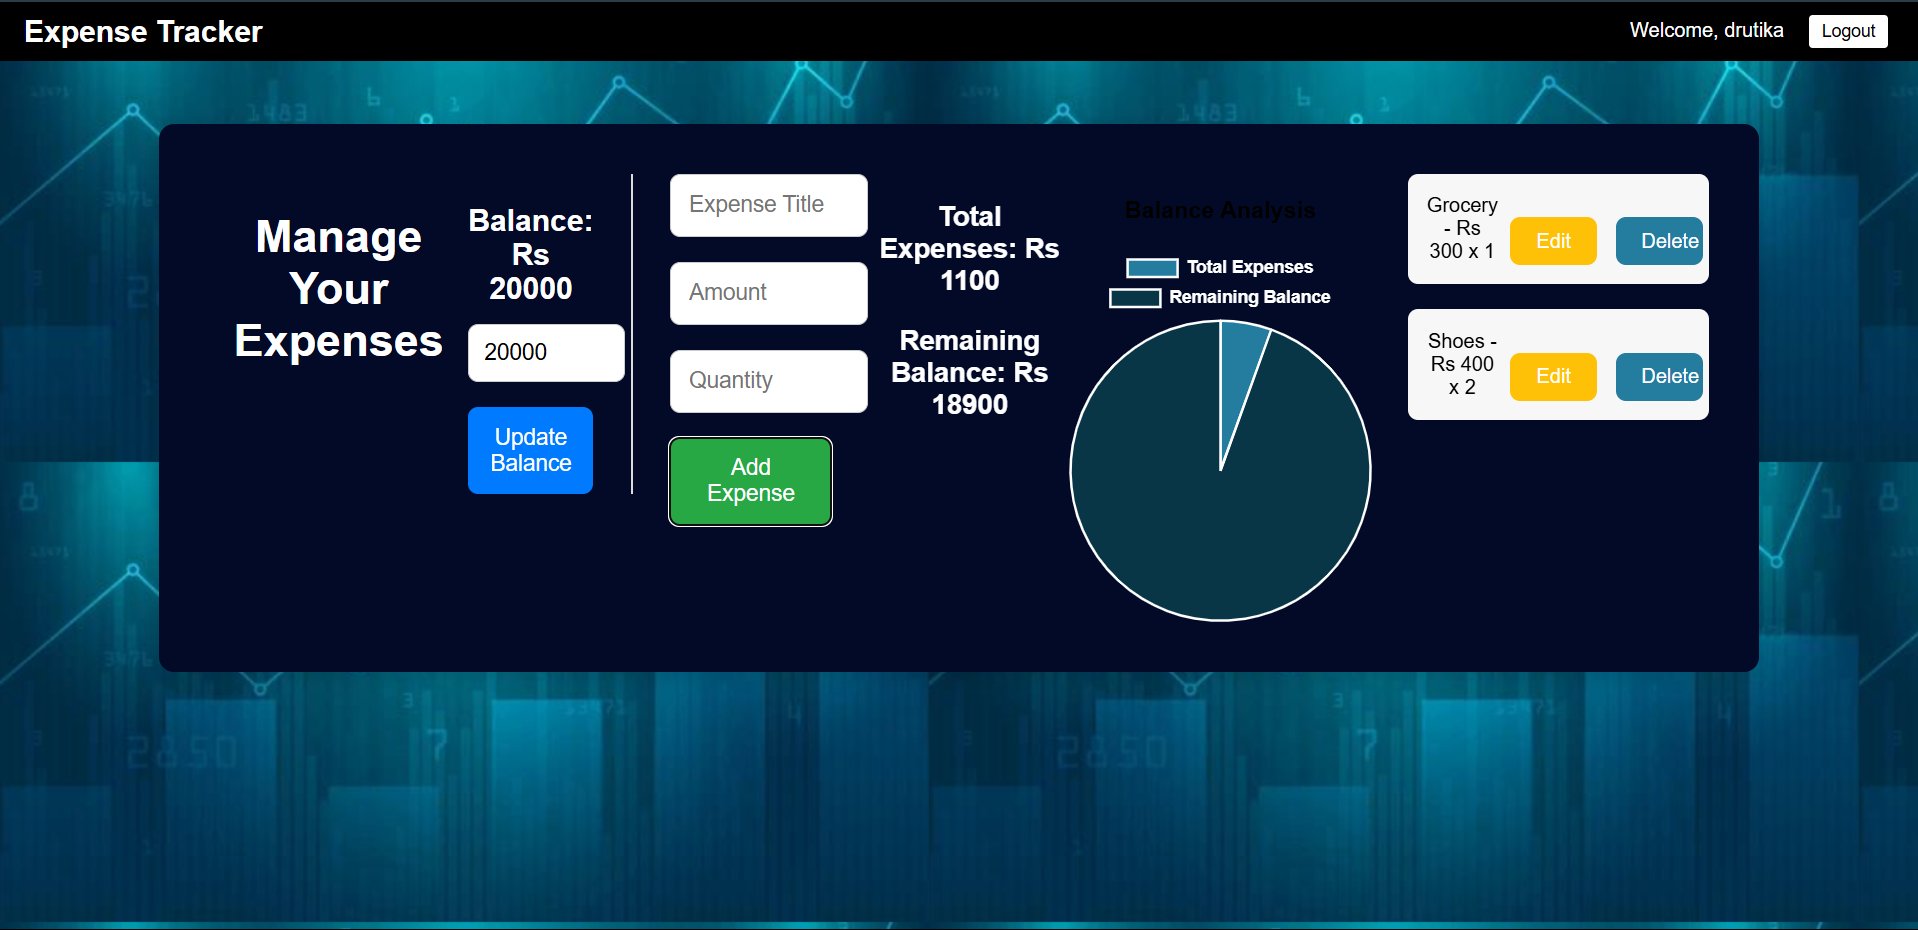 Expense Tracker
Welcome, drutika
Logout
Manage
Your
Expenses
Balance:
Rs
20000
20000
Update
Balance
Expense Title
Amount
Quantity
Add
Expense
Total
Expenses: Rs
1100
Remaining
Balance: Rs
18900
Balance Analysis
Total Expenses
Remaining Balance
Grocery
- Rs
300 x 1
Edit
Delete
Shoes -
Rs 400
x 2
Edit
Delete